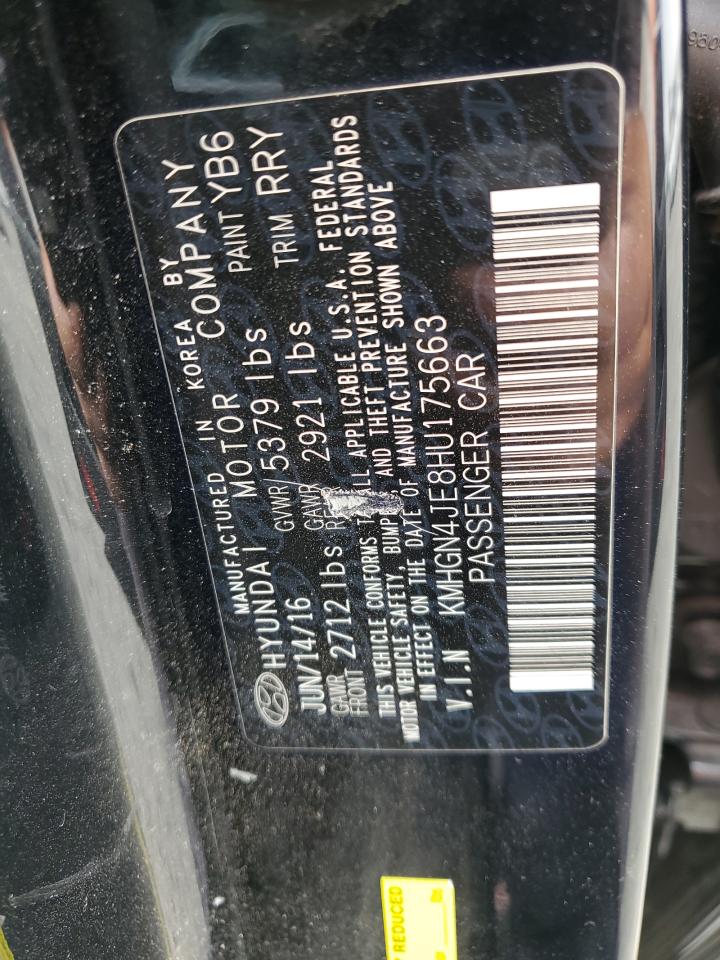 MANUFACTURED IN KOREA BY
HYUNDAI MOTOR COMPANY
JUN/14/16 GVWR/5379 lbs PAINT YB6
GAWR FRONT 2712 lbs GAWR 2921 lbs TRIM RRY
THIS VEHICLE CONFORMS ALL APPLICABLE U.S.A. FEDERAL
MOTOR VEHICLE SAFETY, AND THEFT PREVENTION STANDARDS
IN EFFECT ON THE DATE OF MANUFACTURE SHOWN ABOVE
V.I.N KMHGN4JE8HU175663
PASSENGER CAR
REDUCED